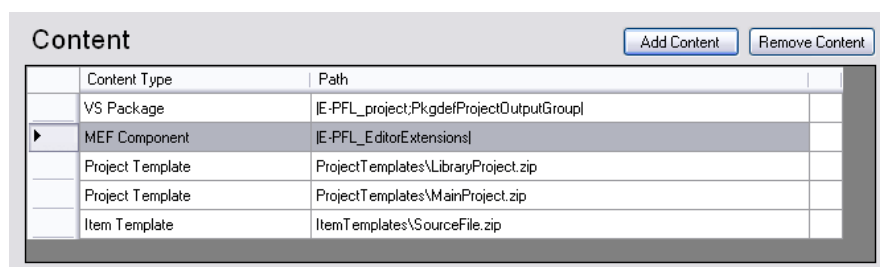 Content
Add Content
Remove Content
Content Type Path
VS Package |E-PFL_project;PkgdefProjectOutputGroup|
MEF Component |E-PFL_EditorExtensions|
Project Template ProjectTemplates\LibraryProject.zip
Project Template ProjectTemplates\MainProject.zip
Item Template ItemTemplates\SourceFile.zip